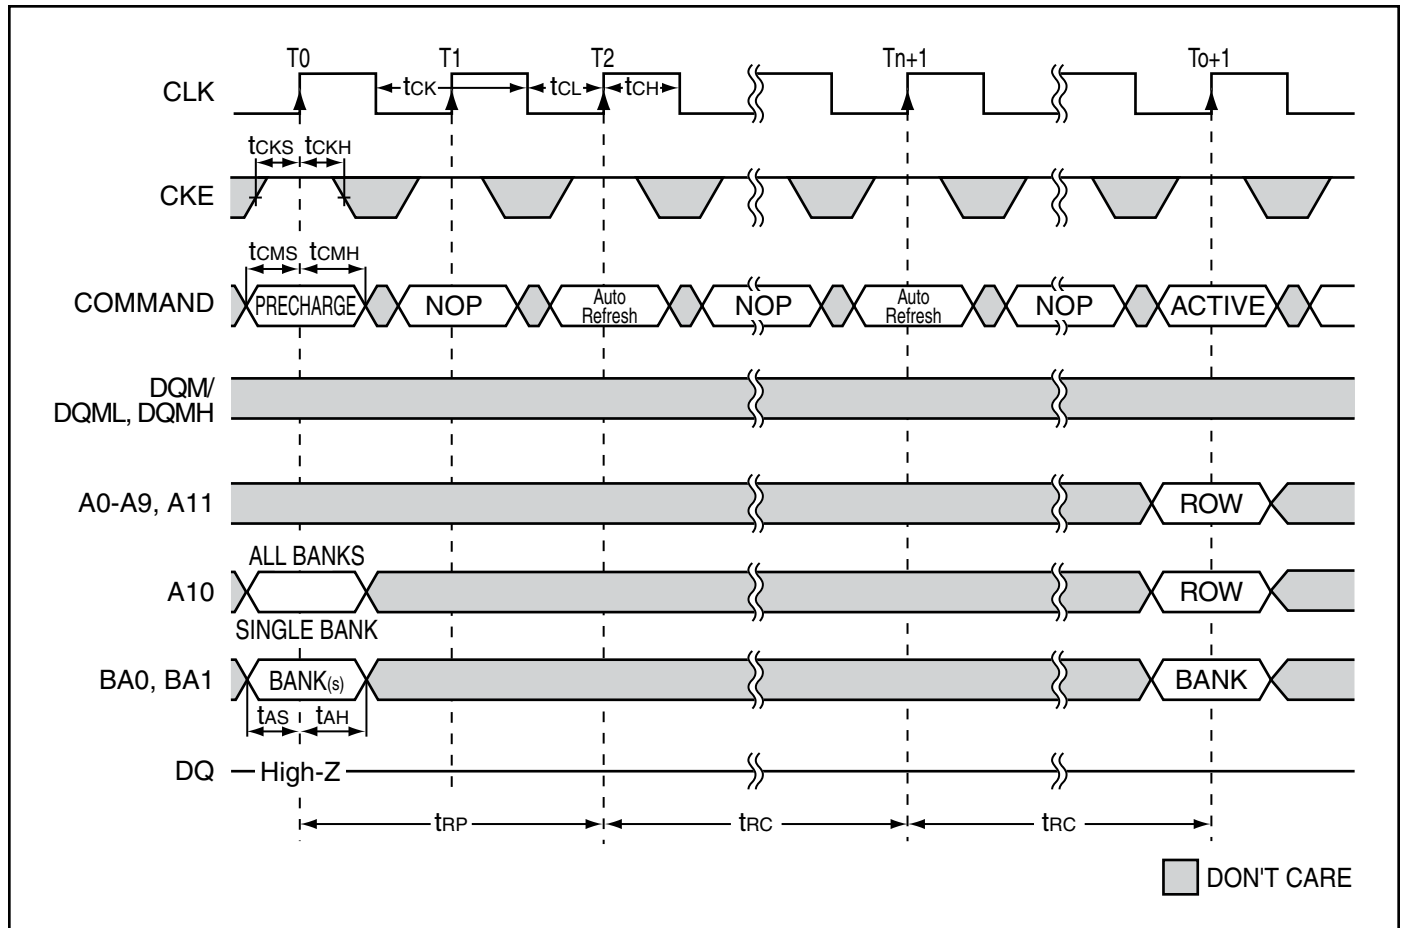 T0 T1 T2 Tn+1 To+1
CLK tCK tCL tCH
tCKS tCKH
CKE
tCMS tCMH
COMMAND PRECHARGE NOP Auto Refresh NOP Auto Refresh NOP ACTIVE
DQM/
DQML, DQMH
A0-A9, A11 ROW
ALL BANKS
A10 ROW
SINGLE BANK
BA0, BA1 BANK(s) BANK
tAS tAH
DQ High-Z
tRP tRC tRC
DON'T CARE